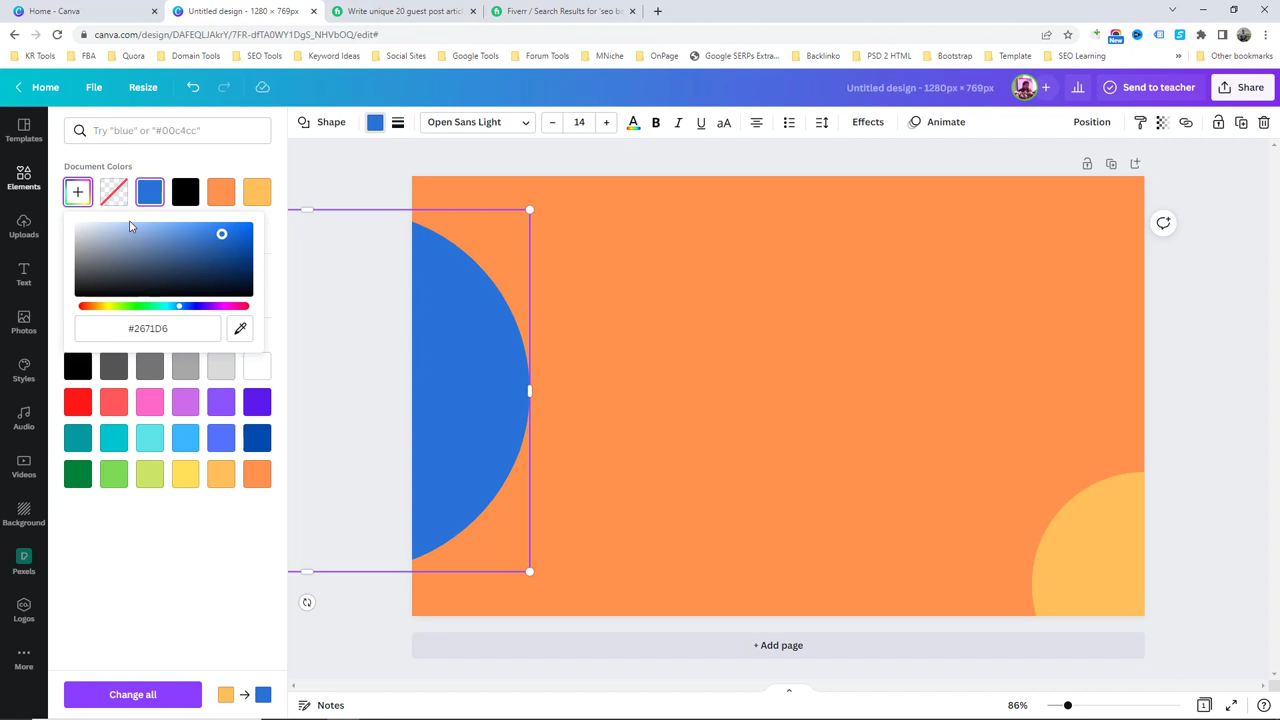 Home - Canva
Untitled design - 1280 × 769px
Write unique 20 guest post artic
Fiverr / Search Results for 'seo b
canva.com/design/DAFEQLJAkrY/7FR-dfTA0WY1DgS_NHVbOQ/edit#
KR Tools
FBA
Quora
Domain Tools
SEO Tools
Keyword Ideas
Social Sites
Google Tools
Forum Tools
MNiche
OnPage
Google SERPs Extra...
Backlinko
PSD 2 HTML
Bootstrap
Template
SEO Learning
Other bookmarks
Home
File
Resize
Untitled design - 1280px × 769px
Send to teacher
Share
Templates
Elements
Uploads
Text
Photos
Styles
Audio
Videos
Background
Pexels
Logos
More
Try "blue" or "#00c4cc"
Document Colors
#2671D6
Change all
Shape
Open Sans Light
14
B
I
U
aA
Effects
Animate
Position
+ Add page
Notes
86%
1